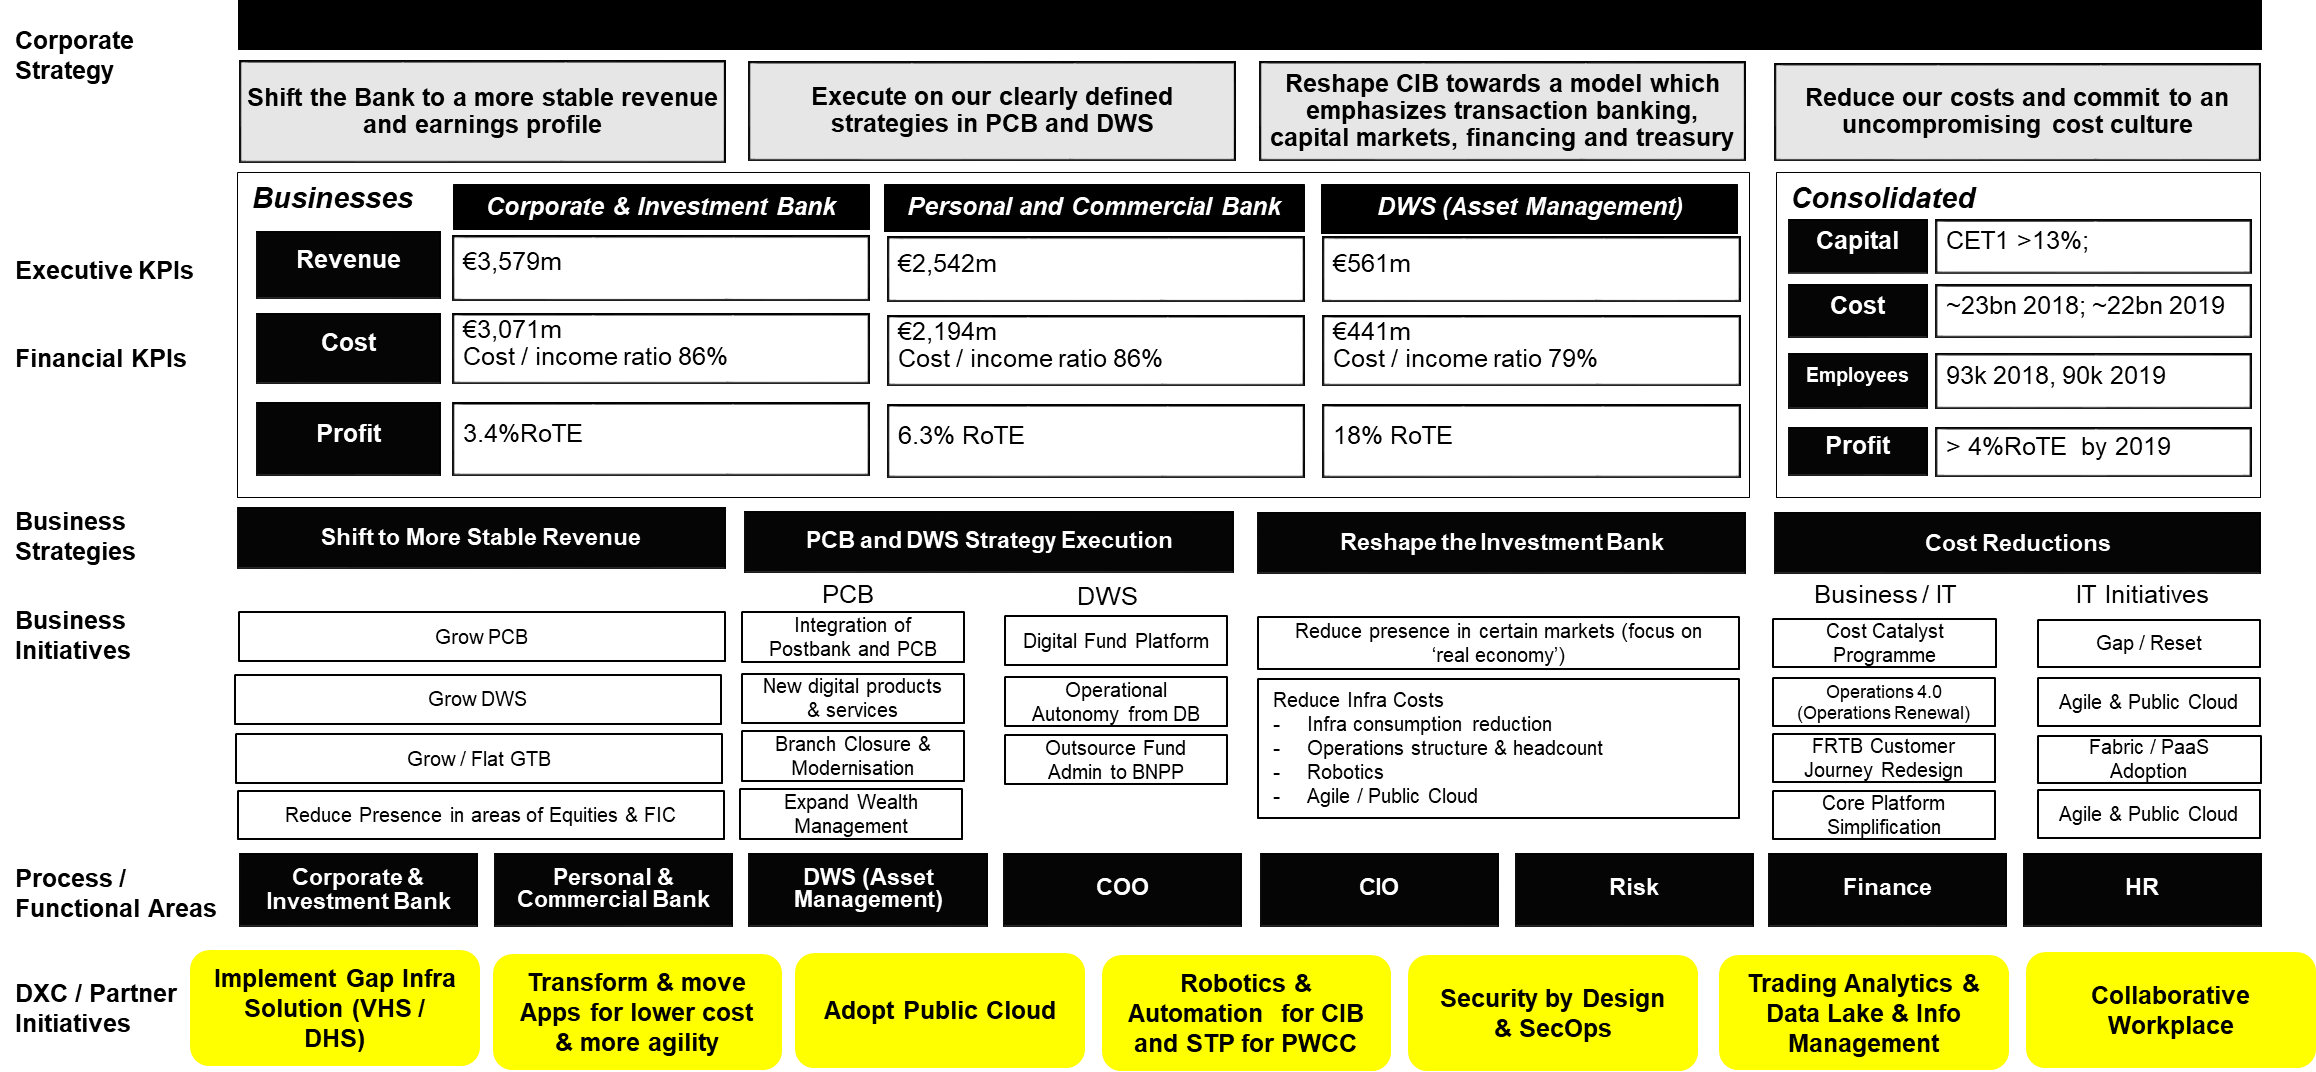 Corporate
Strategy
Shift the Bank to a more stable revenue
and earnings profile
Execute on our clearly defined
strategies in PCB and DWS
Reshape CIB towards a model which
emphasizes transaction banking,
capital markets, financing and treasury
Reduce our costs and commit to an
uncompromising cost culture
Executive KPIs
Financial KPIs
Businesses
Corporate & Investment Bank
Personal and Commercial Bank
DWS (Asset Management)
Revenue
€3,579m
€2,542m
€561m
Cost
€3,071m
Cost / income ratio 86%
€2,194m
Cost / income ratio 86%
€441m
Cost / income ratio 79%
Profit
3.4%RoTE
6.3% RoTE
18% RoTE
Consolidated
Capital
CET1 >13%;
Cost
~23bn 2018; ~22bn 2019
Employees
93k 2018, 90k 2019
Profit
> 4%RoTE by 2019
Business
Strategies
Shift to More Stable Revenue
PCB and DWS Strategy Execution
Reshape the Investment Bank
Cost Reductions
Business
Initiatives
Grow PCB
Grow DWS
Grow / Flat GTB
Reduce Presence in areas of Equities & FIC
PCB
Integration of
Postbank and PCB
New digital products
& services
Branch Closure &
Modernisation
Expand Wealth
Management
DWS
Digital Fund Platform
Operational
Autonomy from DB
Outsource Fund
Admin to BNPP
Reduce presence in certain markets (focus on
‘real economy’)
Reduce Infra Costs
- Infra consumption reduction
- Operations structure & headcount
- Robotics
- Agile / Public Cloud
Business / IT
Cost Catalyst
Programme
Operations 4.0
(Operations Renewal)
FRTB Customer
Journey Redesign
Core Platform
Simplification
IT Initiatives
Gap / Reset
Agile & Public Cloud
Fabric / PaaS
Adoption
Agile & Public Cloud
Process /
Functional Areas
Corporate &
Investment Bank
Personal &
Commercial Bank
DWS (Asset
Management)
COO
CIO
Risk
Finance
HR
DXC / Partner
Initiatives
Implement Gap Infra
Solution (VHS /
DHS)
Transform & move
Apps for lower cost
& more agility
Adopt Public Cloud
Robotics &
Automation for CIB
and STP for PWCC
Security by Design
& SecOps
Trading Analytics &
Data Lake & Info
Management
Collaborative
Workplace